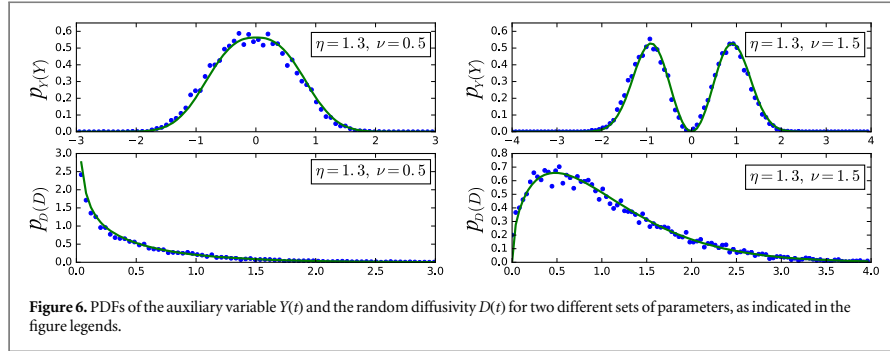 p_Y(Y)
0.6
0.5
0.4
0.3
0.2
0.1
0.0
η = 1.3, ν = 0.5
−3 −2 −1 0 1 2 3
p_Y(Y)
0.6
0.5
0.4
0.3
0.2
0.1
0.0
η = 1.3, ν = 1.5
−4 −3 −2 −1 0 1 2 3 4
p_D(D)
3.0
2.5
2.0
1.5
1.0
0.5
0.0
η = 1.3, ν = 0.5
0.0 0.5 1.0 1.5 2.0 2.5 3.0
p_D(D)
0.8
0.7
0.6
0.5
0.4
0.3
0.2
0.1
0.0
η = 1.3, ν = 1.5
0.0 0.5 1.0 1.5 2.0 2.5 3.0 3.5 4.0
Figure 6. PDFs of the auxiliary variable Y(t) and the random diffusivity D(t) for two different sets of parameters, as indicated in the
figure legends.